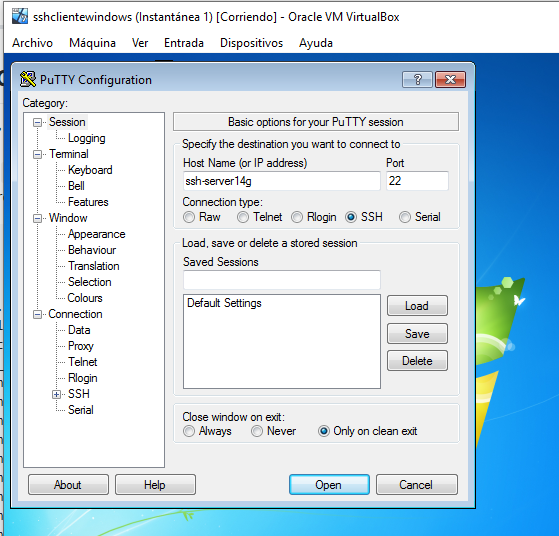 sshclientewindows (Instantánea 1) [Corriendo] - Oracle VM VirtualBox
Archivo Máquina Ver Entrada Dispositivos Ayuda
PuTTY Configuration
Category:
Session
Logging
Terminal
Keyboard
Bell
Features
Window
Appearance
Behaviour
Translation
Selection
Colours
Connection
Data
Proxy
Telnet
Rlogin
SSH
Serial
Basic options for your PuTTY session
Specify the destination you want to connect to
Host Name (or IP address) Port
ssh-server14g 22
Connection type:
Raw Telnet Rlogin SSH Serial
Load, save or delete a stored session
Saved Sessions
Default Settings
Load
Save
Delete
Close window on exit:
Always Never Only on clean exit
About Help Open Cancel